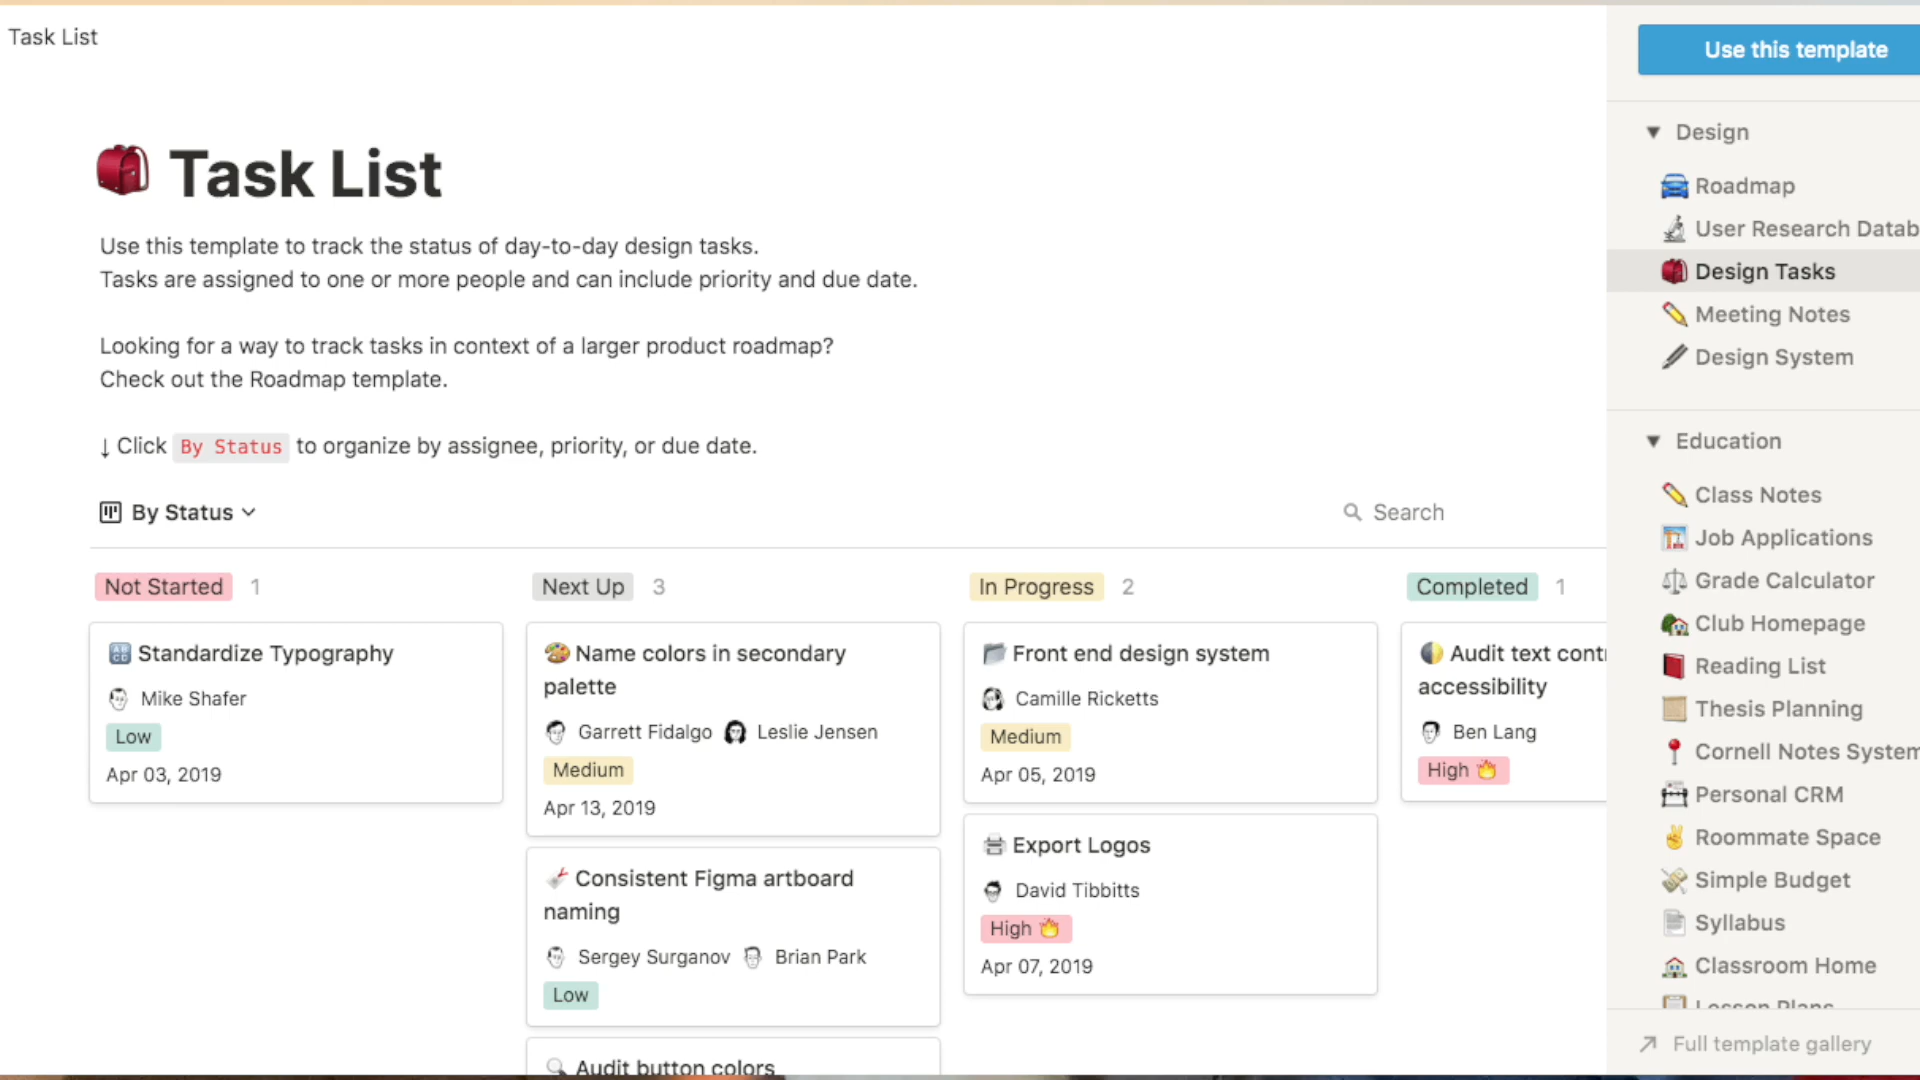 Task List
Use this template
Task List
Use this template to track the status of day-to-day design tasks.
Tasks are assigned to one or more people and can include priority and due date.
Looking for a way to track tasks in context of a larger product roadmap?
Check out the Roadmap template.
↓ Click By Status to organize by assignee, priority, or due date.
By Status
Search
Not Started 1
Standardize Typography
Mike Shafer
Low
Apr 03, 2019
Next Up 3
Name colors in secondary
palette
Garrett Fidalgo Leslie Jensen
Medium
Apr 13, 2019
Consistent Figma artboard
naming
Sergey Surganov Brian Park
Low
Audit button colors
In Progress 2
Front end design system
Camille Ricketts
Medium
Apr 05, 2019
Export Logos
David Tibbitts
High
Apr 07, 2019
Completed 1
Audit text contr
accessibility
Ben Lang
High
Design
Roadmap
User Research Datab
Design Tasks
Meeting Notes
Design System
Education
Class Notes
Job Applications
Grade Calculator
Club Homepage
Reading List
Thesis Planning
Cornell Notes System
Personal CRM
Roommate Space
Simple Budget
Syllabus
Classroom Home
Lesson Plans
Full template gallery